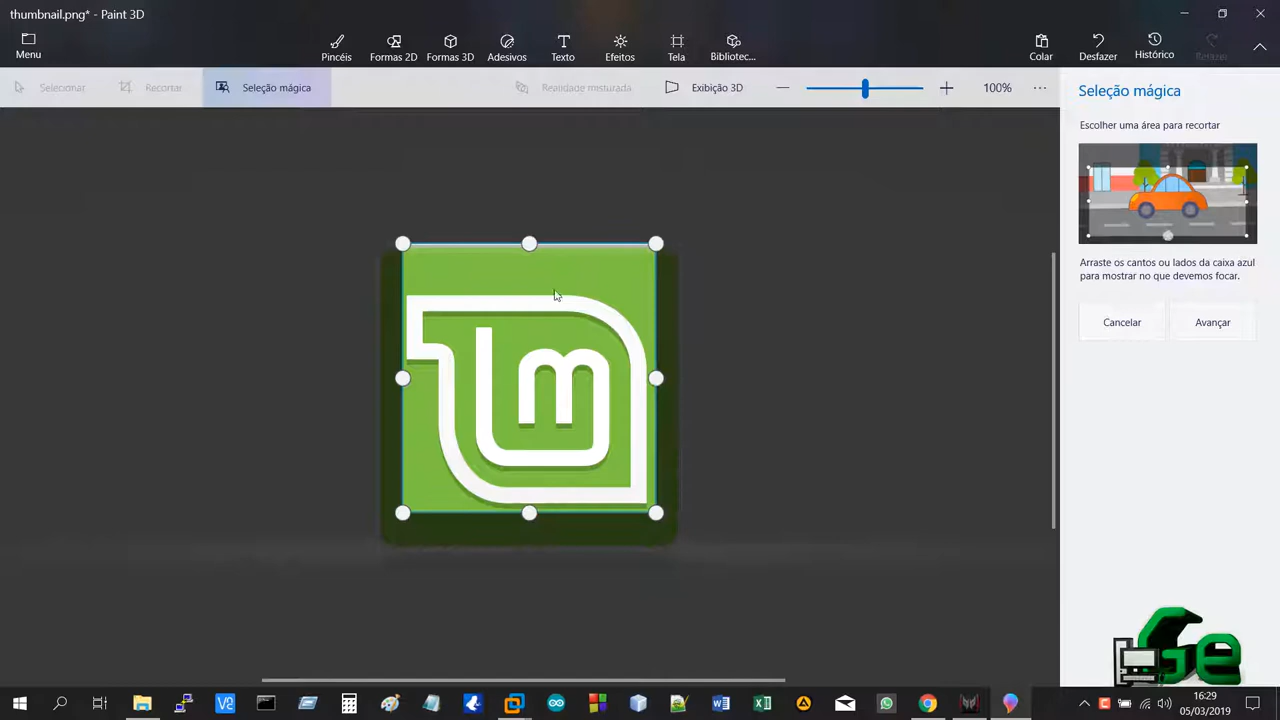 thumbnail.png* - Paint 3D
Menu
Pincéis
Formas 2D
Formas 3D
Adesivos
Texto
Efeitos
Tela
Bibliotec...
Colar
Desfazer
Histórico
Refazer
Selecionar
Recortar
Seleção mágica
Realidade misturada
Exibição 3D
100%
Seleção mágica
Escolher uma área para recortar
Arraste os cantos ou lados da caixa azul
para mostrar no que devemos focar.
Cancelar
Avançar
lm
Ge
16:29
05/03/2019